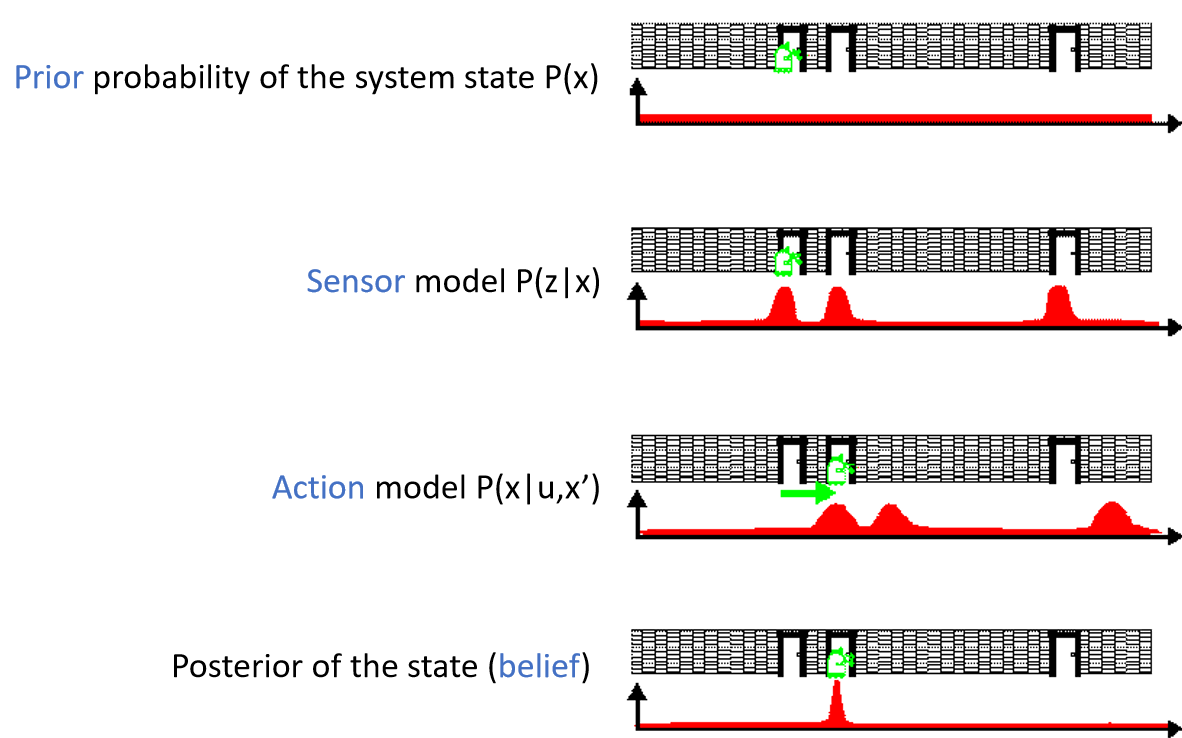 Prior probability of the system state P(x)
Sensor model P(z|x)
Action model P(x|u,x’)
Posterior of the state (belief)